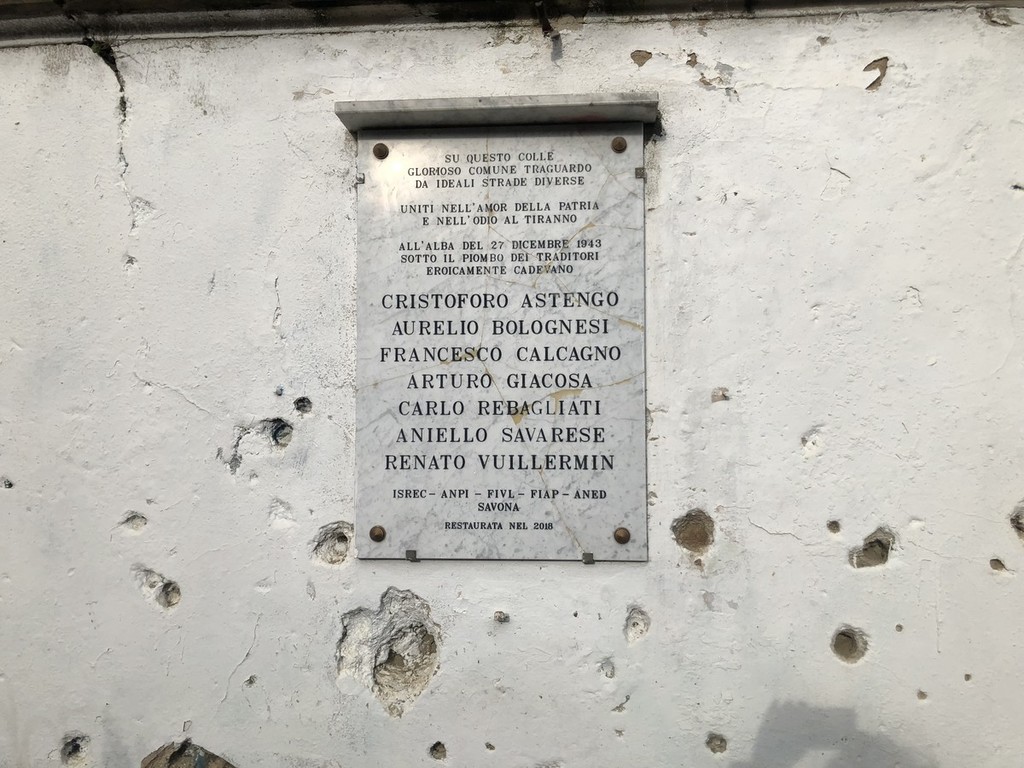 SU QUESTO COLLE
GLORIOSO COMUNE TRAGUARDO
DA IDEALI STRADE DIVERSE
UNITI NELL'AMOR DELLA PATRIA
E NELL'ODIO AL TIRANNO
ALL'ALBA DEL 27 DICEMBRE 1943
SOTTO IL PIOMBO DEI TRADITORI
EROICAMENTE CADEVANO
CRISTOFORO ASTENGO
AURELIO BOLOGNESI
FRANCESCO CALCAGNO
ARTURO GIACOSA
CARLO REBAGLIATI
ANIELLO SAVARESE
RENATO VUILLERMIN
ISREC - ANPI - FIVL - FIAP - ANED
SAVONA
RESTAURATA NEL 2018